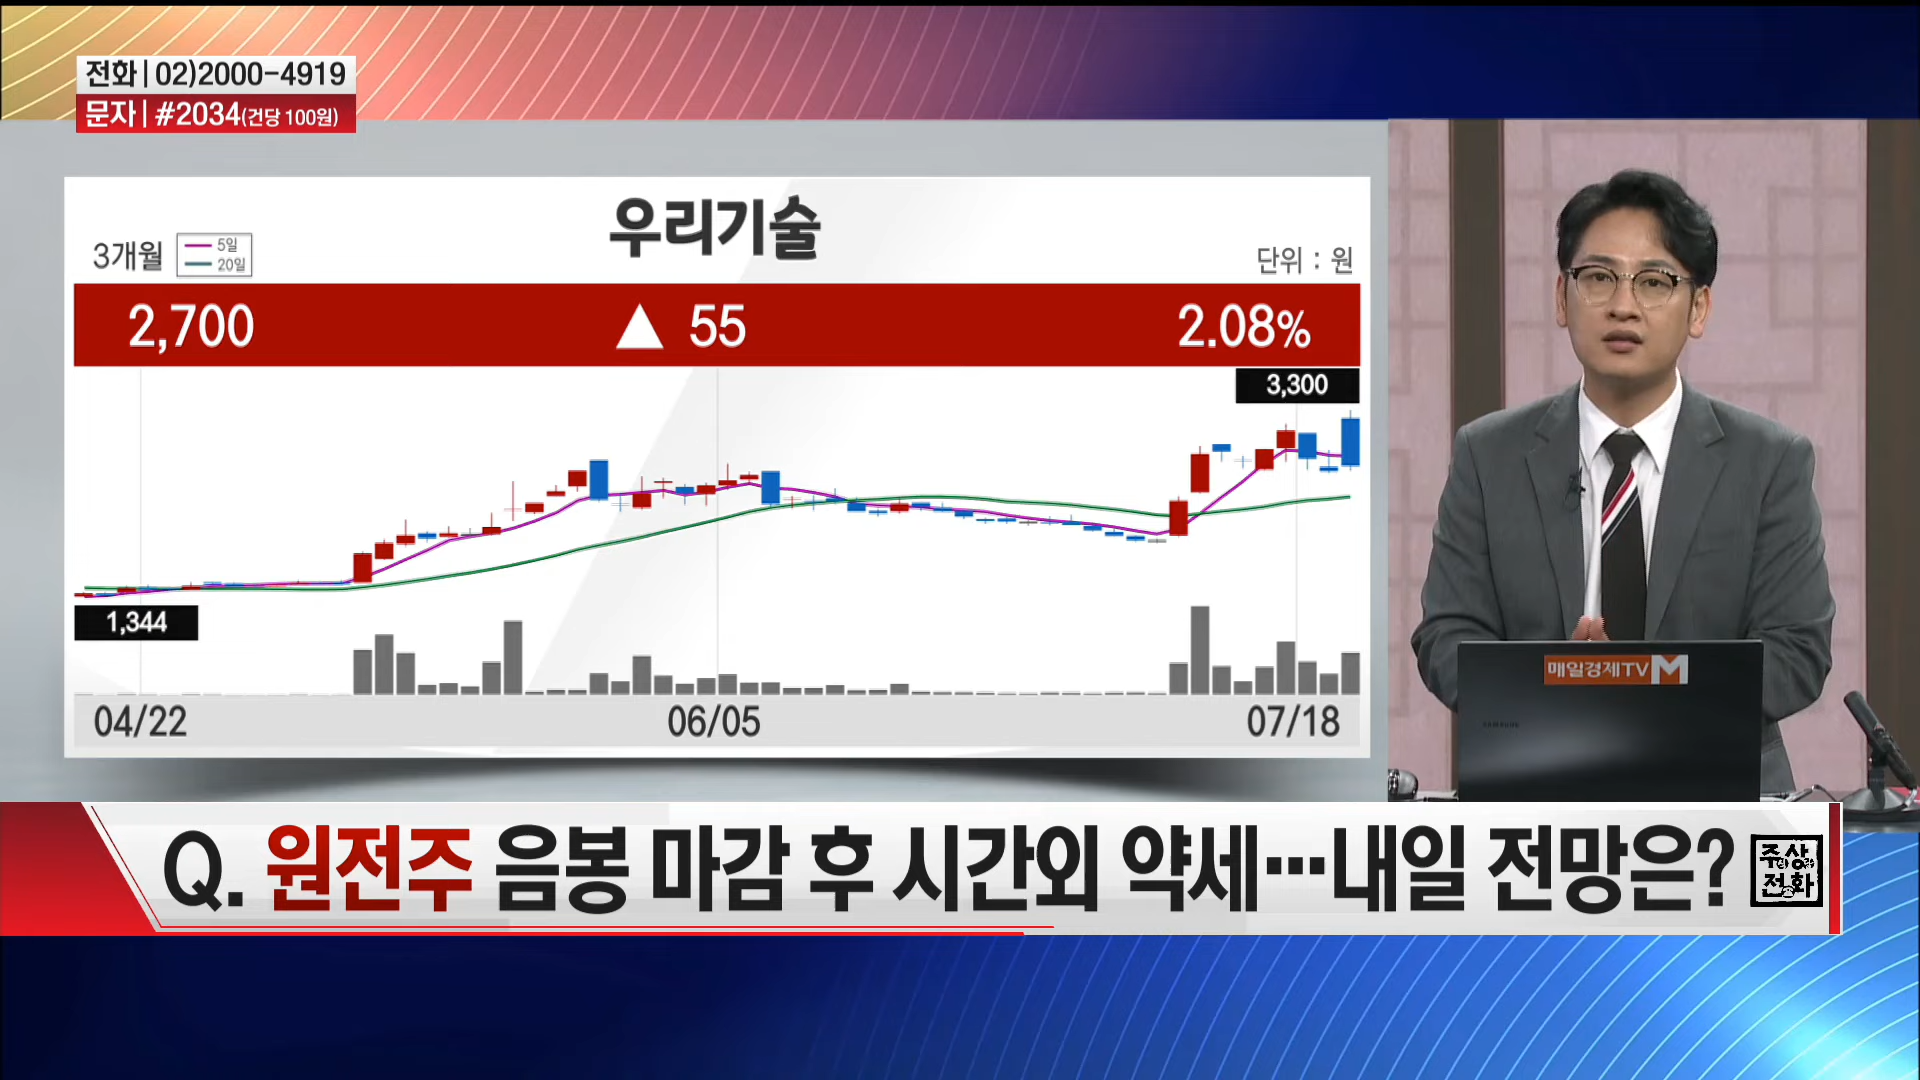 전화 | 02)2000-4919
문자 | #2034(건당 100원)
우리기술
3개월
5일
20일
단위 : 원
2,700 ▲ 55 2.08%
3,300
1,344
04/22 06/05 07/18
매일경제TV M
SAMSUNG
Q. 원전주 음봉 마감 후 시간외 약세…내일 전망은?
주상
전화